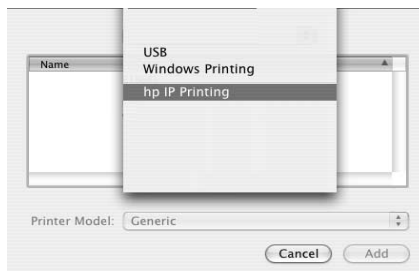 USB
Windows Printing
Name
hp IP Printing
Printer Model: Generic
Cancel Add